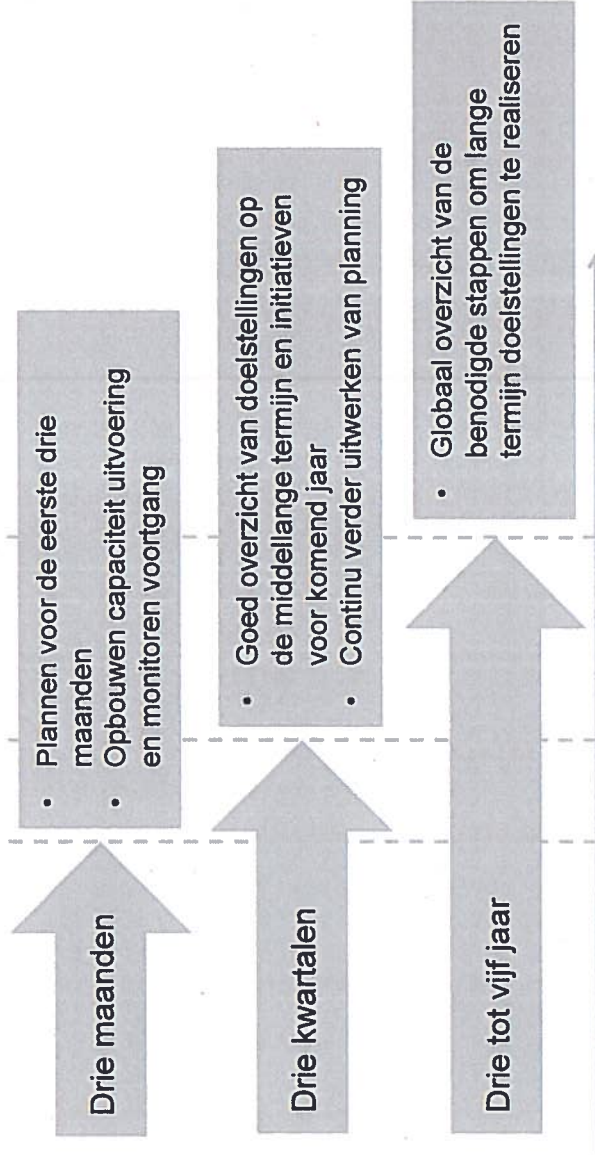 Drie maanden
• Plannen voor de eerste drie
maanden
• Opbouwen capaciteit uitvoering
en monitoren voortgang
Drie kwartalen
• Goed overzicht van doelstellingen op
de middellange termijn en initiatieven
voor komend jaar
• Continu verder uitwerken van planning
Drie tot vijf jaar
• Globaal overzicht van de
benodigde stappen om lange
termijn doelstellingen te realiseren